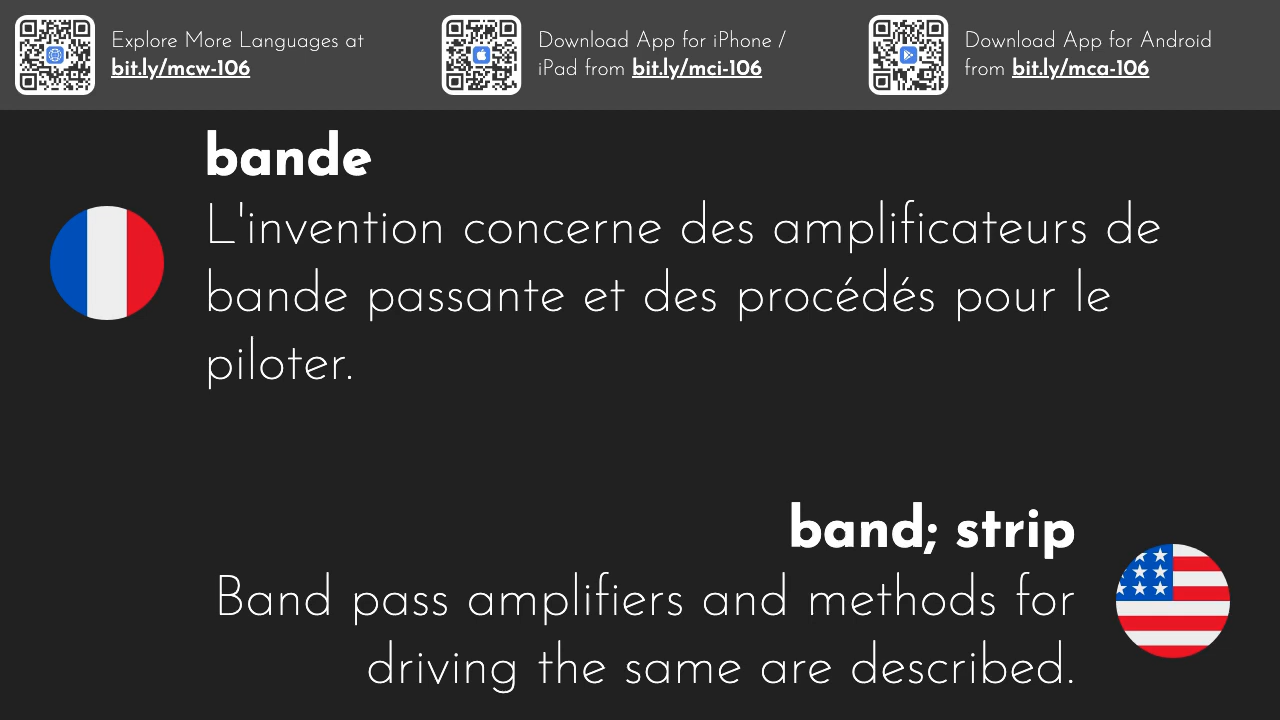 Explore More Languages at
bit.ly/mcw-106
Download App for iPhone /
iPad from bit.ly/mci-106
Download App for Android
from bit.ly/mca-106
bande
L'invention concerne des amplificateurs de
bande passante et des procédés pour le
piloter.
band; strip
Band pass amplifiers and methods for
driving the same are described.